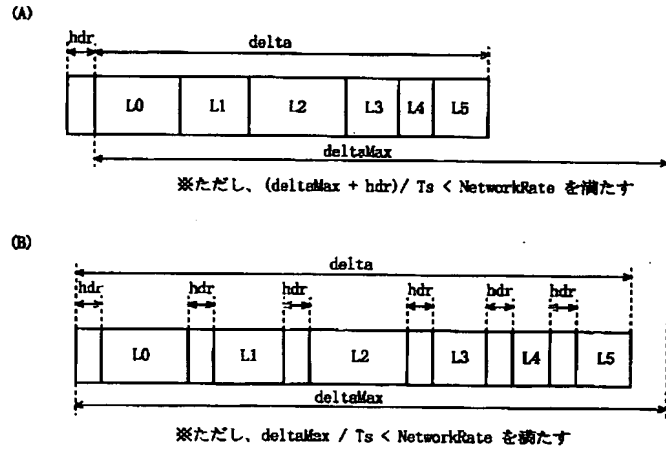 (A)
hdr
delta
L0 L1 L2 L3 L4 L5
deltaMax
※ただし、(deltaMax + hdr)/ Ts < NetworkRate を満たす
(B)
delta
hdr hdr hdr hdr hdr hdr
L0 L1 L2 L3 L4 L5
deltaMax
※ただし、deltaMax / Ts < NetworkRate を満たす